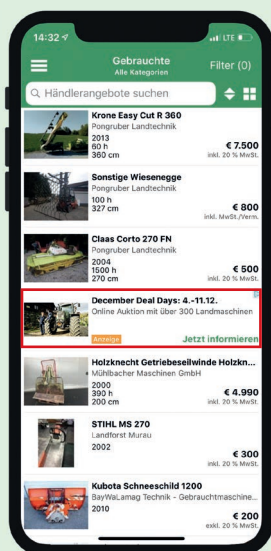 14:32
LTE
Gebrauchte
Alle Kategorien
Filter (0)
Händlerangebote suchen
Krone Easy Cut R 360
Pongruber Landtechnik
2013
60 h
360 cm
€ 7.500
inkl. 20 % MwSt.
Sonstige Wiesenegge
Pongruber Landtechnik
100 h
327 cm
€ 800
inkl. MwSt./Verm.
Claas Corto 270 FN
Pongruber Landtechnik
2004
1500 h
270 cm
€ 500
inkl. 20 % MwSt.
December Deal Days: 4.-11.12.
Online Auktion mit über 300 Landmaschinen
Anzeige
Jetzt informieren
Holzknecht Getriebeseilwinde Holzkn...
Mühlbacher Maschinen GmbH
2000
390 h
200 cm
€ 4.990
inkl. 20 % MwSt.
STIHL MS 270
Landforst Murau
2002
€ 300
inkl. 20 % MwSt.
Kubota Schneeschild 1200
BayWaLamag Technik - Gebrauchtmaschine...
2010
€ 200
exkl. 20 % MwSt.